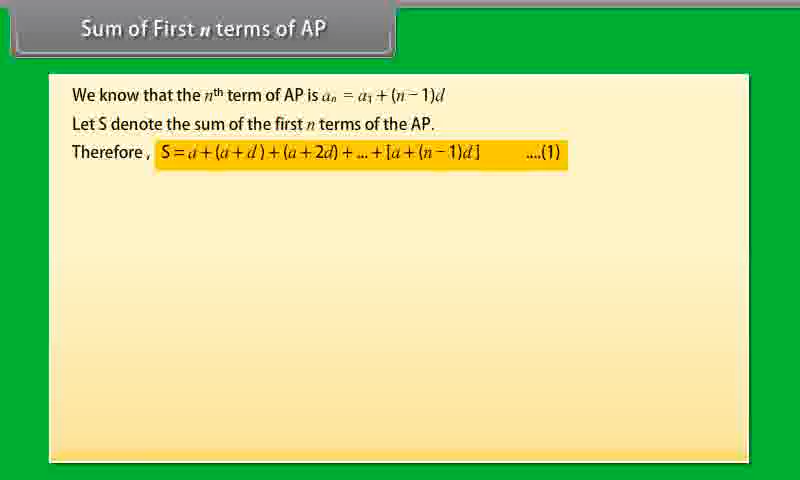 Sum of First n terms of AP
We know that the nᵗʰ term of AP is aₙ = a₁ + (n − 1)d
Let S denote the sum of the first n terms of the AP.
Therefore , S = a + (a + d ) + (a + 2d) + ... + [a + (n − 1)d ] ....(1)